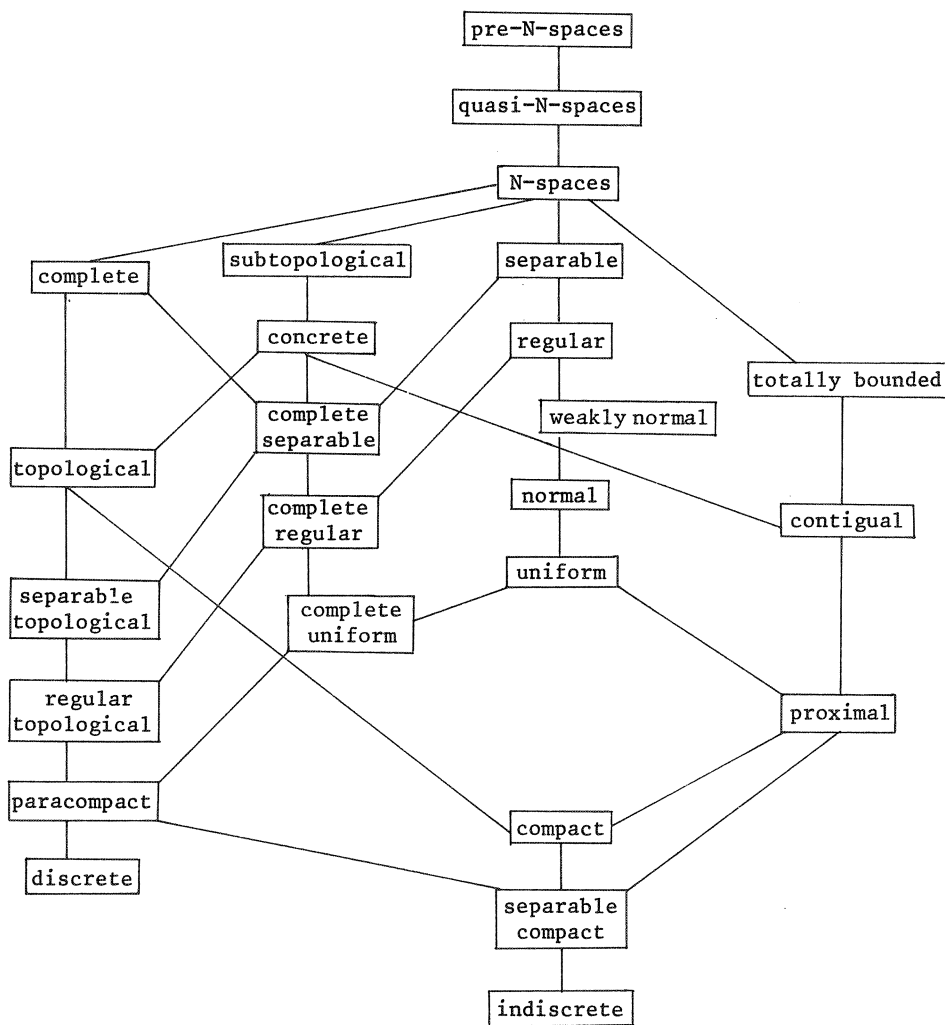 pre-N-spaces
quasi-N-spaces
N-spaces
complete
subtopological
separable
concrete
regular
totally bounded
complete
separable
weakly normal
topological
normal
complete
regular
contigual
uniform
separable
topological
complete
uniform
regular
topological
proximal
paracompact
compact
discrete
separable
compact
indiscrete